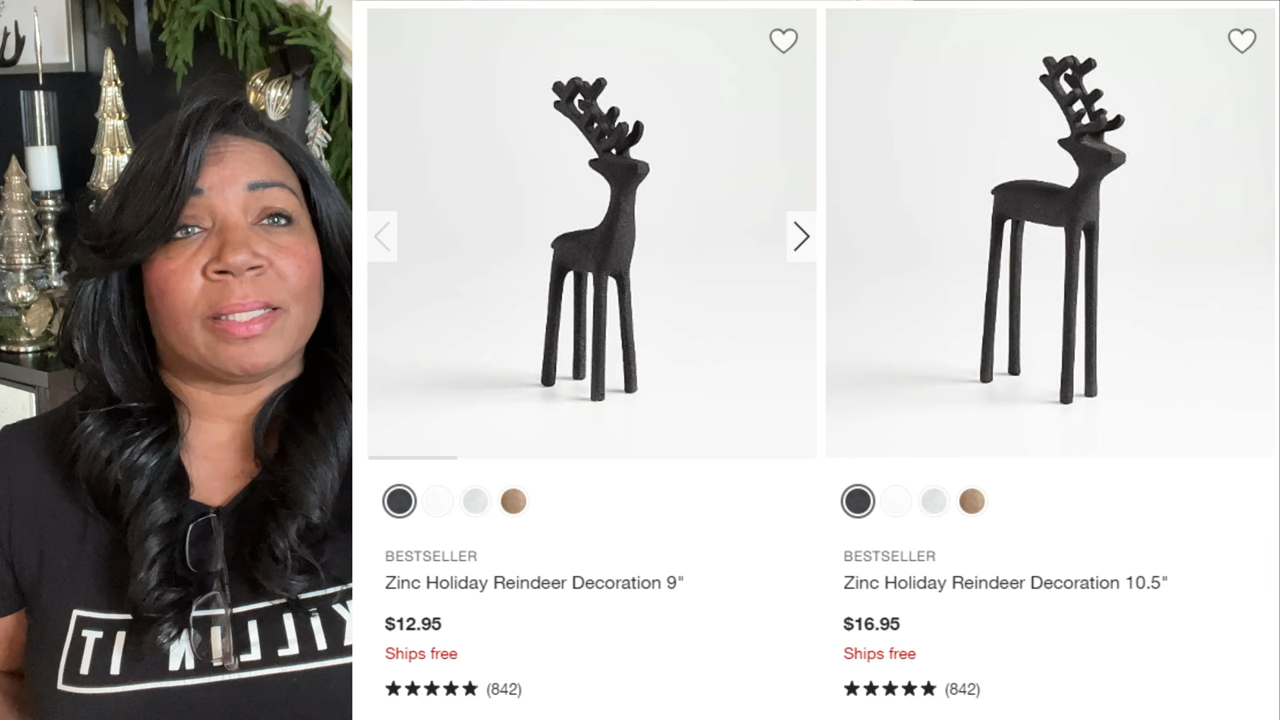 KILLIN IT
BESTSELLER
Zinc Holiday Reindeer Decoration 9"
$12.95
Ships free
(842)
BESTSELLER
Zinc Holiday Reindeer Decoration 10.5"
$16.95
Ships free
(842)